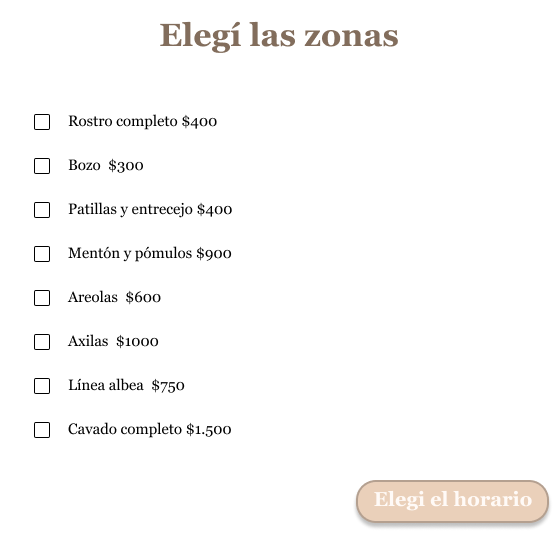 Elegí las zonas
Rostro completo $400
Bozo  $300
Patillas y entrecejo $400
Mentón y pómulos $900
Areolas  $600
Axilas  $1000
Línea albea  $750
Cavado completo $1.500
Elegi el horario